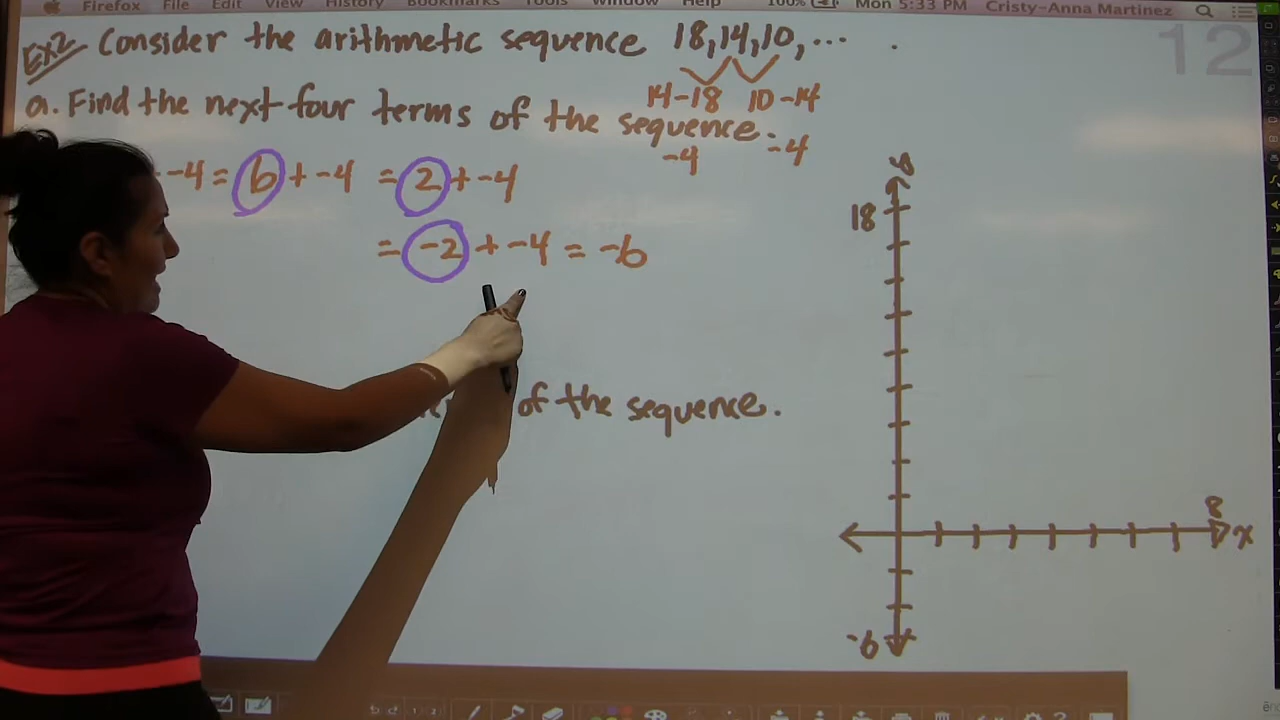 Firefox File Edit View History Bookmarks Tools Window Help 100% Mon 5:33 PM Cristy-Anna Martinez
12
Ex2 Consider the arithmetic sequence 18, 14, 10, ...
14-18 10-14
a. Find the next four terms of the sequence.
-4 -4
-4 = 6 + -4 = 2 + -4
= -2 + -4 = -6
of the sequence.
y
18
8
x
-6